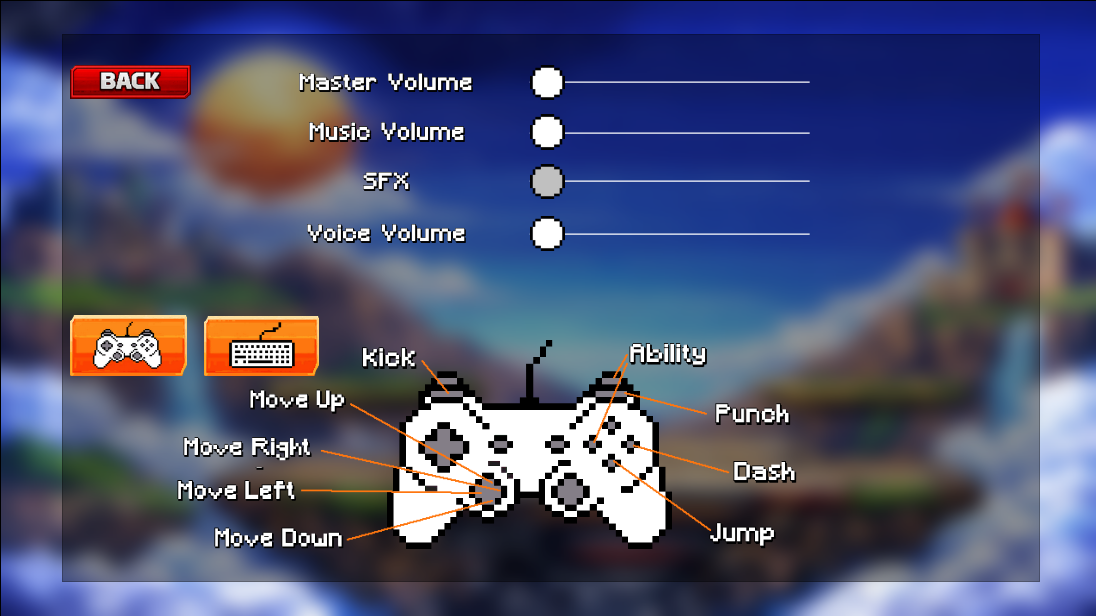 BACK
Master Volume
Music Volume
SFX
Voice Volume
Kick
Ability
Move Up
Punch
Move Right
Dash
Move Left
Move Down
Jump